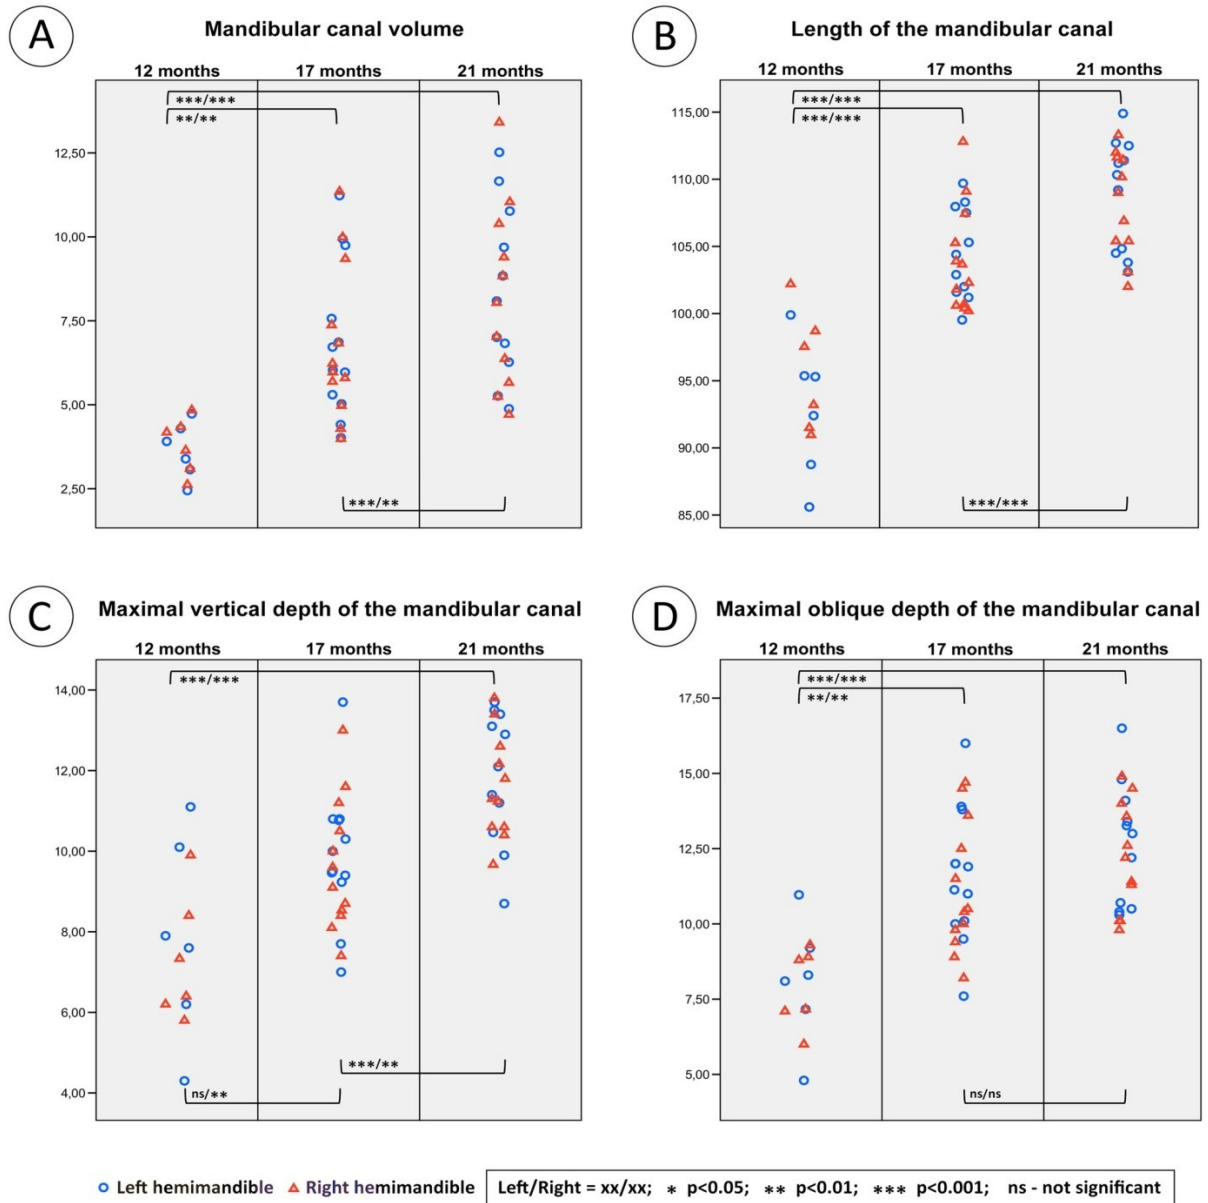 A
Mandibular canal volume
12 months 17 months 21 months
***/***
**/**
12,50
10,00
7,50
5,00
2,50
***/**
B
Length of the mandibular canal
12 months 17 months 21 months
***/***
***/***
115,00
110,00
105,00
100,00
95,00
90,00
85,00
***/***
C
Maximal vertical depth of the mandibular canal
12 months 17 months 21 months
***/***
14,00
12,00
10,00
8,00
6,00
4,00
***/**
ns/**
D
Maximal oblique depth of the mandibular canal
12 months 17 months 21 months
***/***
**/**
17,50
15,00
12,50
10,00
7,50
5,00
ns/ns
Left hemimandible Right hemimandible
Left/Right = xx/xx; * p<0.05; ** p<0.01; *** p<0.001; ns - not significant